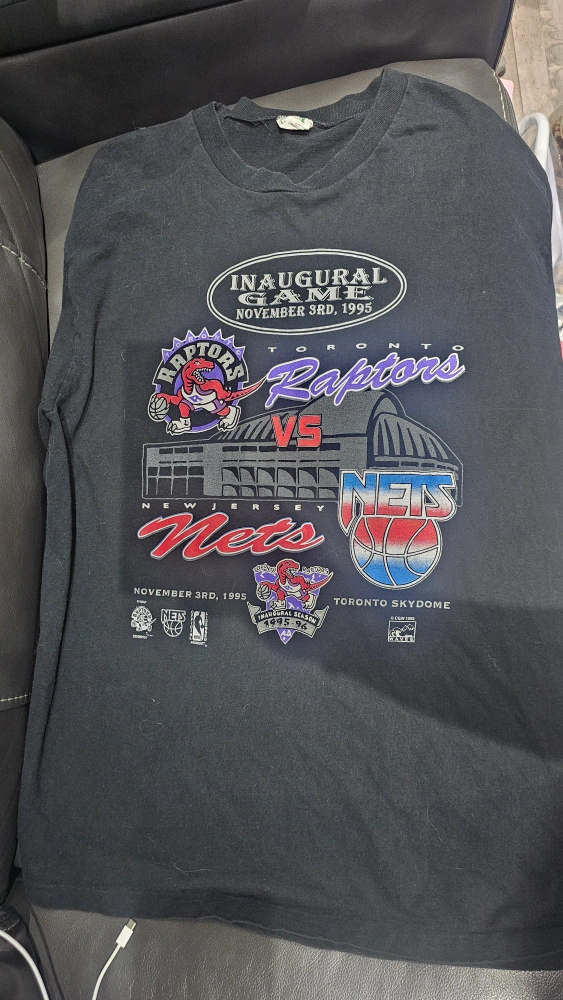 INAUGURAL
GAME
NOVEMBER 3RD, 1995
TORONTO
RAPTORS
Raptors
VS
NETS
NEW JERSEY
Nets
NOVEMBER 3RD, 1995
INAUGURAL SEASON
1995-96
TORONTO SKYDOME
NETS